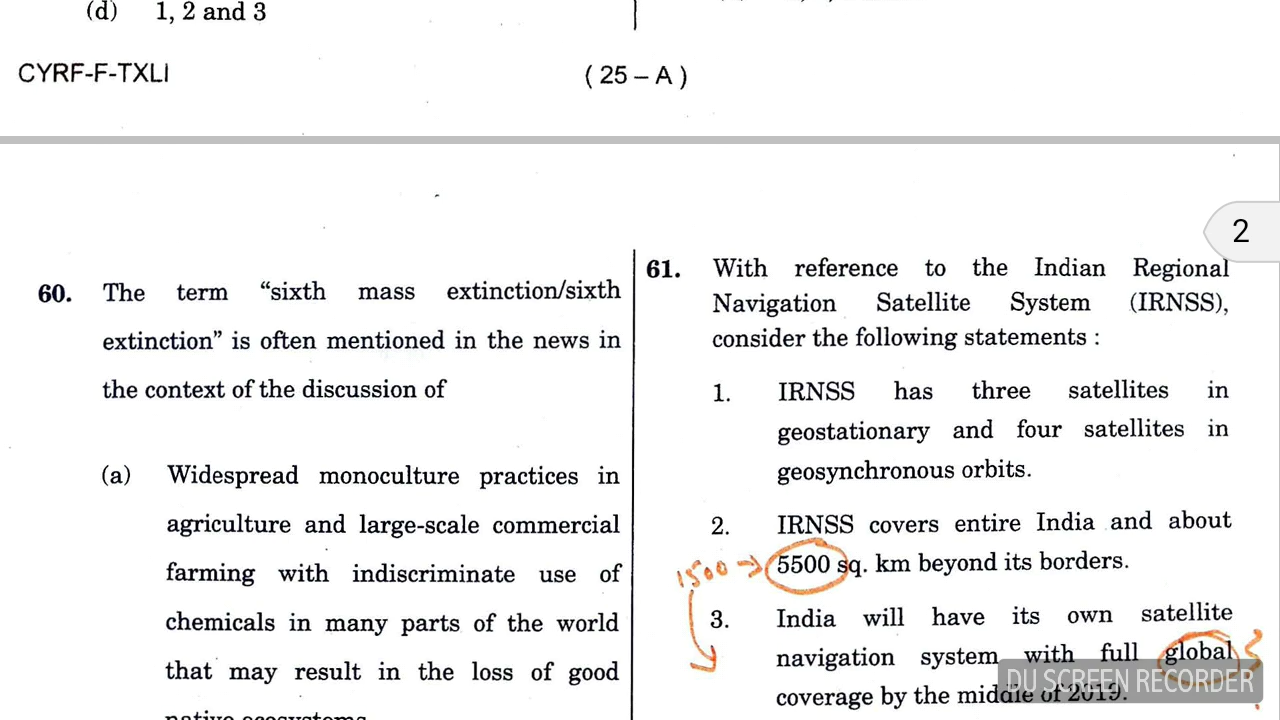 (d) 1, 2 and 3
CYRF-F-TXLI
( 25 – A )
2
60. The term “sixth mass extinction/sixth
extinction” is often mentioned in the news in
the context of the discussion of
(a) Widespread monoculture practices in
agriculture and large-scale commercial
farming with indiscriminate use of
chemicals in many parts of the world
that may result in the loss of good
native ecosystems.
61. With reference to the Indian Regional
Navigation Satellite System (IRNSS),
consider the following statements :
1. IRNSS has three satellites in
geostationary and four satellites in
geosynchronous orbits.
2. IRNSS covers entire India and about
1500 → 5500 sq. km beyond its borders.
3. India will have its own satellite
navigation system with full global
coverage by the middle of 2019.
DU SCREEN RECORDER